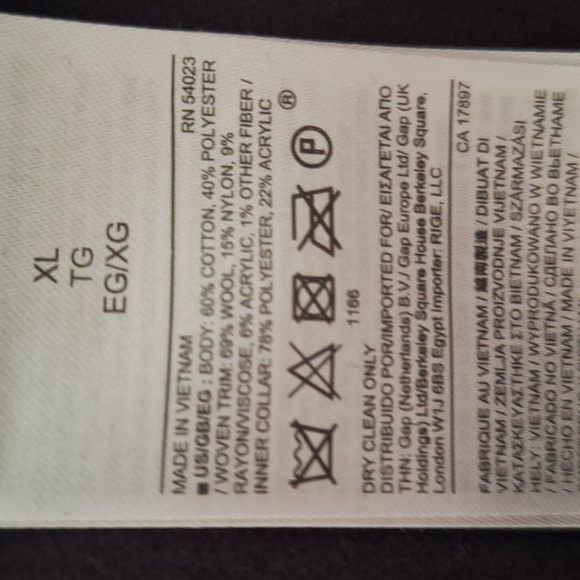 XL
TG
EG/XG
MADE IN VIETNAM RN 54023
■ US/GB/EG : BODY: 60% COTTON, 40% POLYESTER
/ WOVEN TRIM: 69% WOOL, 15% NYLON, 9%
RAYON/VISCOSE, 6% ACRYLIC, 1% OTHER FIBER /
INNER COLLAR: 78% POLYESTER, 22% ACRYLIC
®
P
1166
DRY CLEAN ONLY
DISTRIBUIDO POR/IMPORTED FOR/ ΕΙΣΑΓΕΤΑΙ ΑΠΟ
ΤΗΝ: Gap (Netherlands) B.V./ Gap Europe Ltd/ Gap (UK
Holdings) Ltd/Berkeley Square House Berkeley Square,
London W1J 6BS Egypt Importer: RIGE, LLC
CA 17897
FABRIQUÉ AU VIETNAM / 越南製造 / DIBUAT DI
VIETNAM / ZEMLJA PROIZVODNJE VIJETNAM /
ΚΑΤΑΣΚΕΥΑΣΤΗΚΕ ΣΤΟ ΒΙΕΤΝΑΜ / SZÁRMAZÁSI
HELY: VIETNAM / WYPRODUKOWANO W WIETNAMIE
/ FABRICADO NO VIETNÃ / СДЕЛАНО ВО ВЬЕТНАМЕ
/ HECHO EN VIETNAM / MADE IN VIYETNAM /